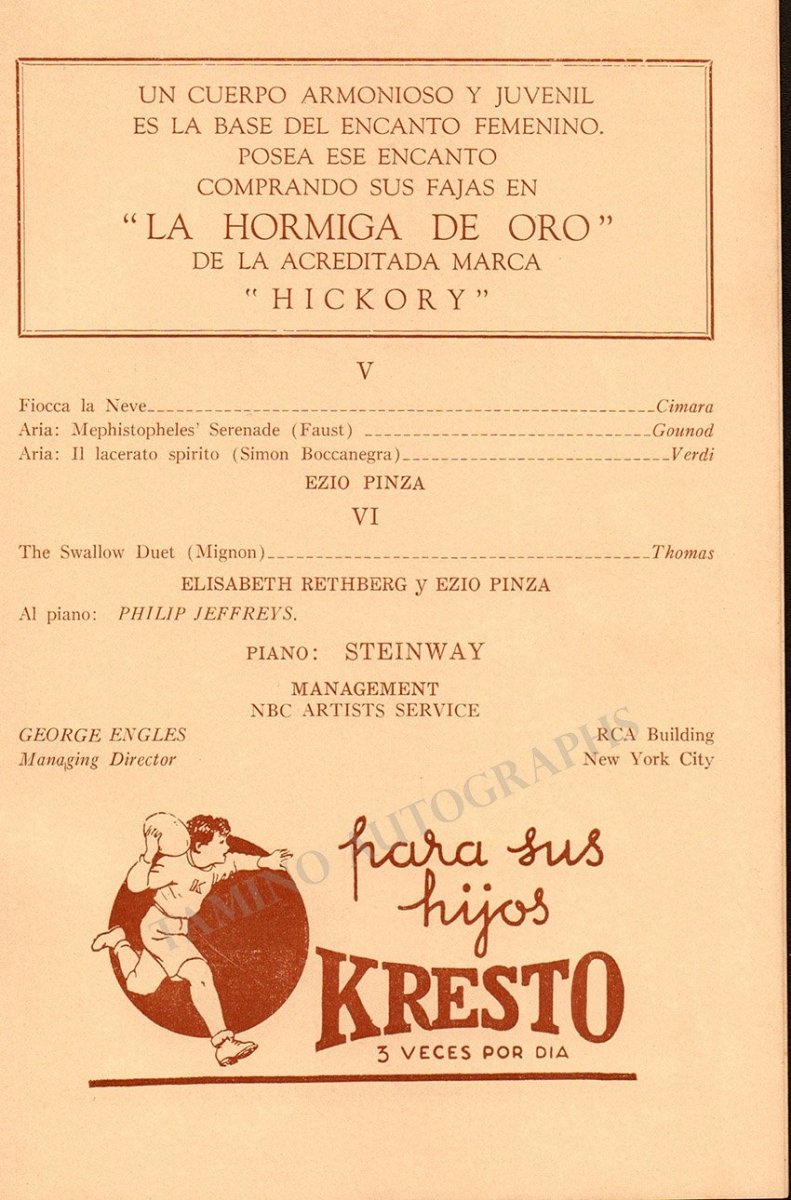 UN CUERPO ARMONIOSO Y JUVENIL
ES LA BASE DEL ENCANTO FEMENINO.
POSEA ESE ENCANTO
COMPRANDO SUS FAJAS EN
“LA HORMIGA DE ORO”
DE LA ACREDITADA MARCA
“HICKORY”
V
Fiocca la Neve Cimara
Aria: Mephistopheles’ Serenade (Faust) Gounod
Aria: Il lacerato spirito (Simon Boccanegra) Verdi
EZIO PINZA
VI
The Swallow Duet (Mignon) Thomas
ELISABETH RETHBERG y EZIO PINZA
Al piano: PHILIP JEFFREYS.
PIANO: STEINWAY
MANAGEMENT
NBC ARTISTS SERVICE
GEORGE ENGLES RCA Building
Managing Director New York City
TAMINO AUTOGRAPHS
para sus
hijos
KRESTO
3 VECES POR DIA